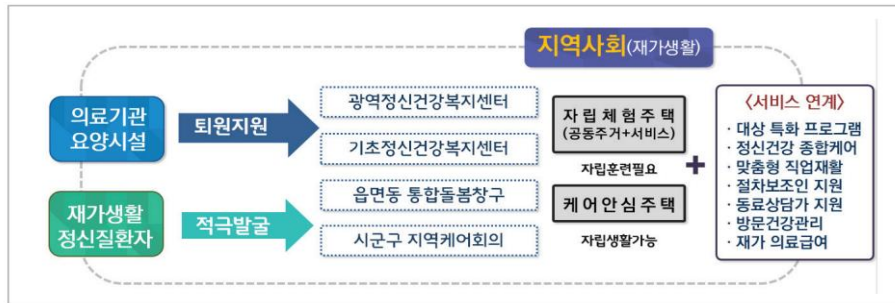 지역사회(재가생활)
의료기관
요양시설
퇴원지원
재가생활
정신질환자
적극발굴
광역정신건강복지센터
기초정신건강복지센터
읍면동 통합돌봄창구
시군구 지역케어회의
자립체험주택
(공동주거+서비스)
자립훈련필요
케어안심주택
자립생활가능
+
〈서비스 연계〉
· 대상 특화 프로그램
· 정신건강 종합케어
· 맞춤형 직업재활
· 절차보조인 지원
· 동료상담가 지원
· 방문건강관리
· 재가 의료급여